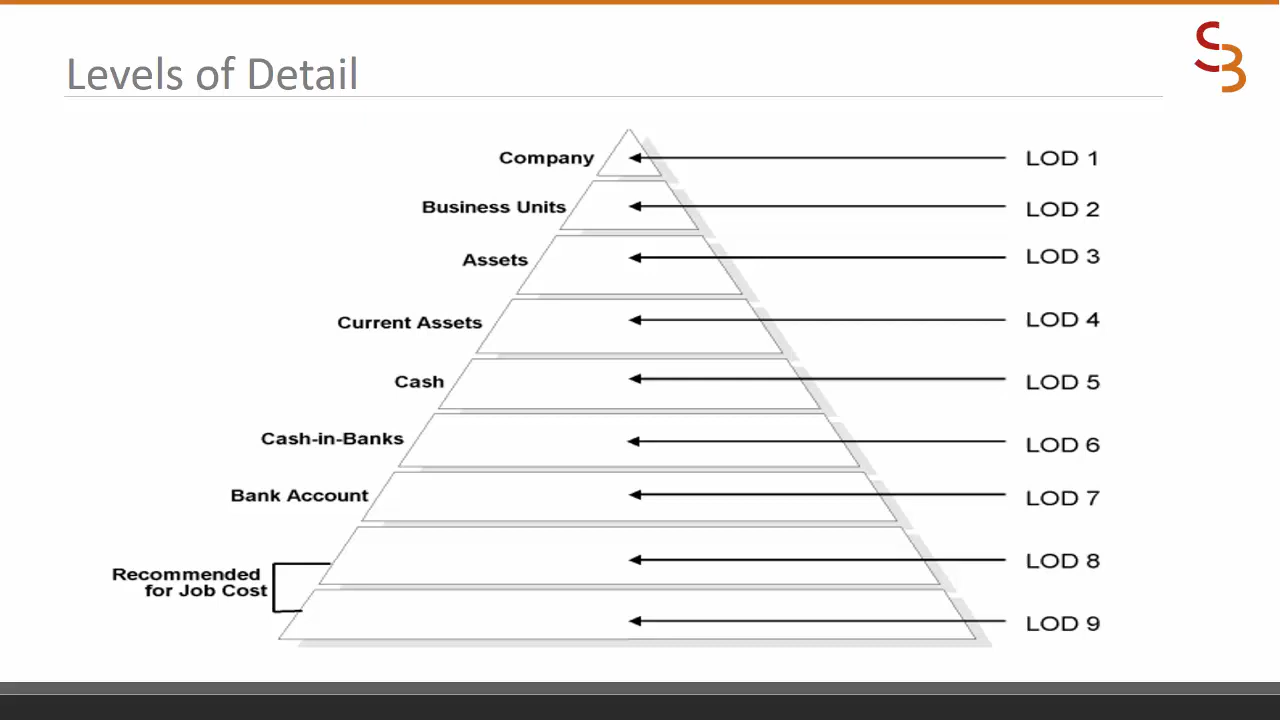 Levels of Detail
SB
Company LOD 1
Business Units LOD 2
Assets LOD 3
Current Assets LOD 4
Cash LOD 5
Cash-in-Banks LOD 6
Bank Account LOD 7
LOD 8
Recommended
for Job Cost
LOD 9